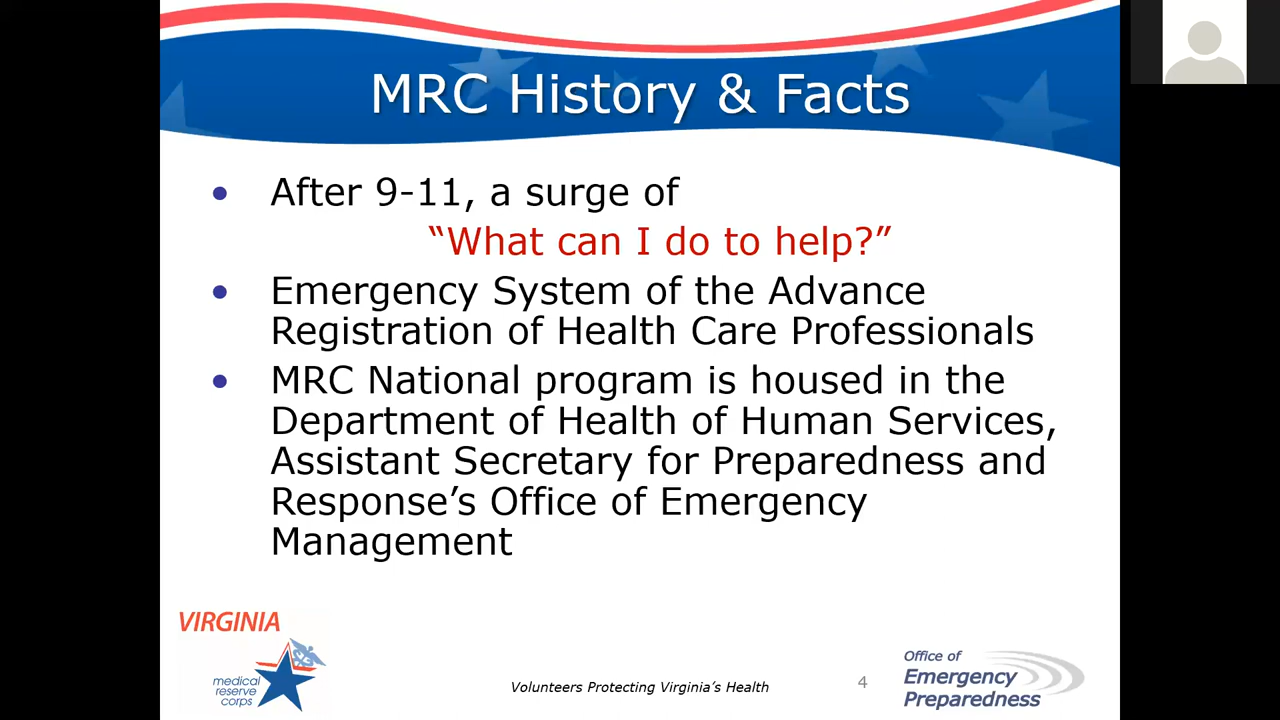 MRC History & Facts
• After 9-11, a surge of
“What can I do to help?”
• Emergency System of the Advance
Registration of Health Care Professionals
• MRC National program is housed in the
Department of Health of Human Services,
Assistant Secretary for Preparedness and
Response’s Office of Emergency
Management
VIRGINIA
medical
reserve
corps
Volunteers Protecting Virginia’s Health
4
Office of
Emergency
Preparedness